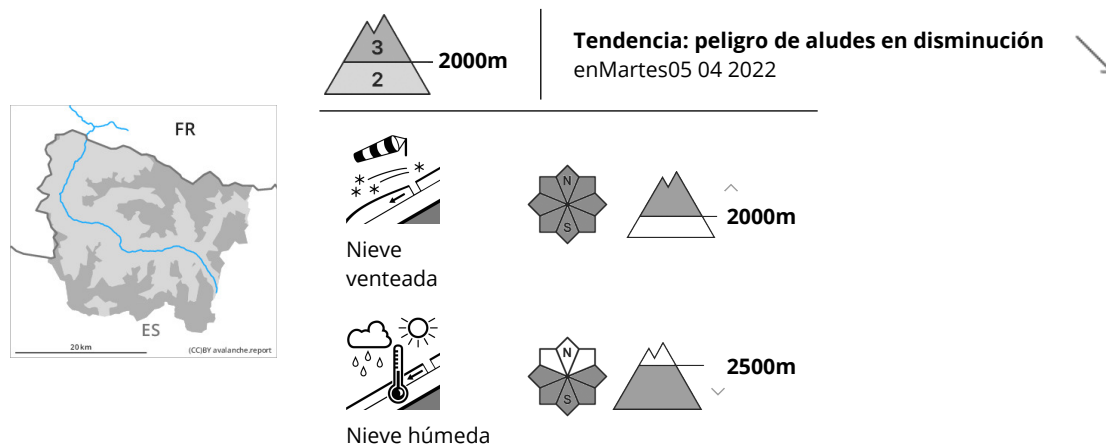 3
2000m
2
Tendencia: peligro de aludes en disminución
enMartes05 04 2022
FR
ES
20 km
(CC)BY avalanche.report
N
S
2000m
Nieve
venteada
N
S
2500m
Nieve húmeda